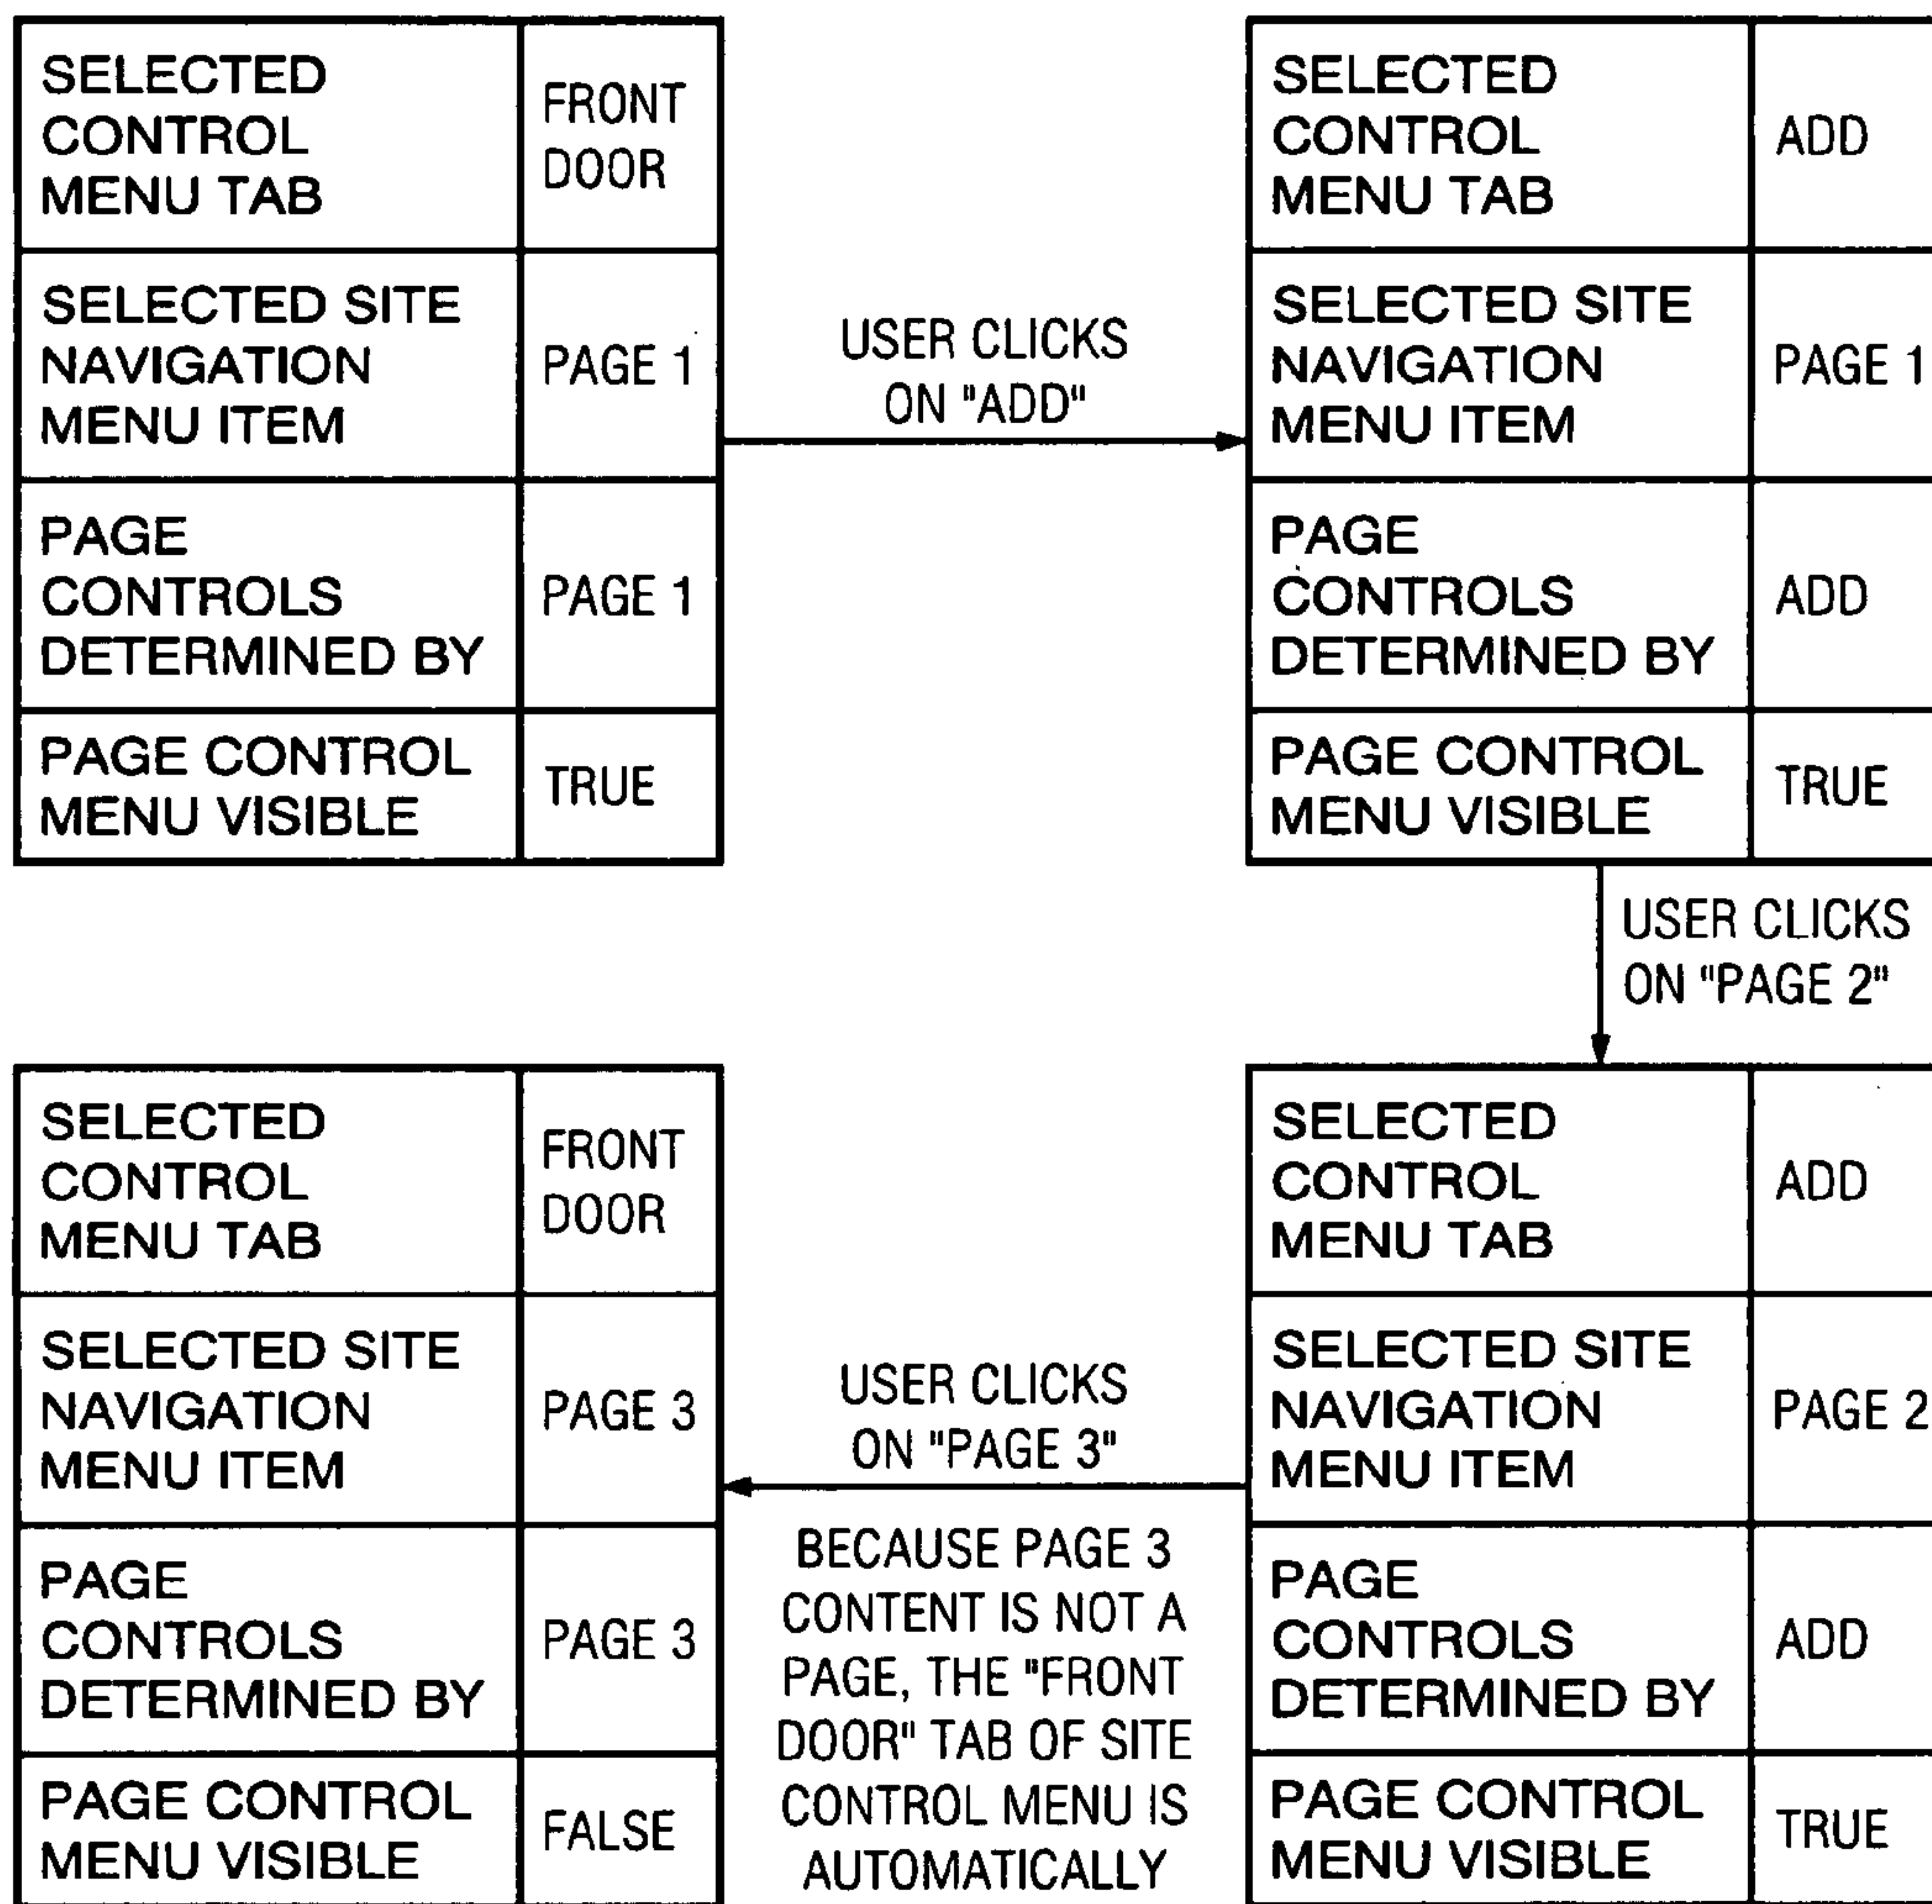 SELECTED
CONTROL
MENU TAB
FRONT
DOOR
SELECTED SITE
NAVIGATION
MENU ITEM
PAGE 1
PAGE
CONTROLS
DETERMINED BY
PAGE 1
PAGE CONTROL
MENU VISIBLE
TRUE
USER CLICKS
ON "ADD"
SELECTED
CONTROL
MENU TAB
ADD
SELECTED SITE
NAVIGATION
MENU ITEM
PAGE 1
PAGE
CONTROLS
DETERMINED BY
ADD
PAGE CONTROL
MENU VISIBLE
TRUE
USER CLICKS
ON "PAGE 2"
SELECTED
CONTROL
MENU TAB
ADD
SELECTED SITE
NAVIGATION
MENU ITEM
PAGE 2
PAGE
CONTROLS
DETERMINED BY
ADD
PAGE CONTROL
MENU VISIBLE
TRUE
USER CLICKS
ON "PAGE 3"
BECAUSE PAGE 3
CONTENT IS NOT A
PAGE, THE "FRONT
DOOR" TAB OF SITE
CONTROL MENU IS
AUTOMATICALLY
SELECTED
CONTROL
MENU TAB
FRONT
DOOR
SELECTED SITE
NAVIGATION
MENU ITEM
PAGE 3
PAGE
CONTROLS
DETERMINED BY
PAGE 3
PAGE CONTROL
MENU VISIBLE
FALSE